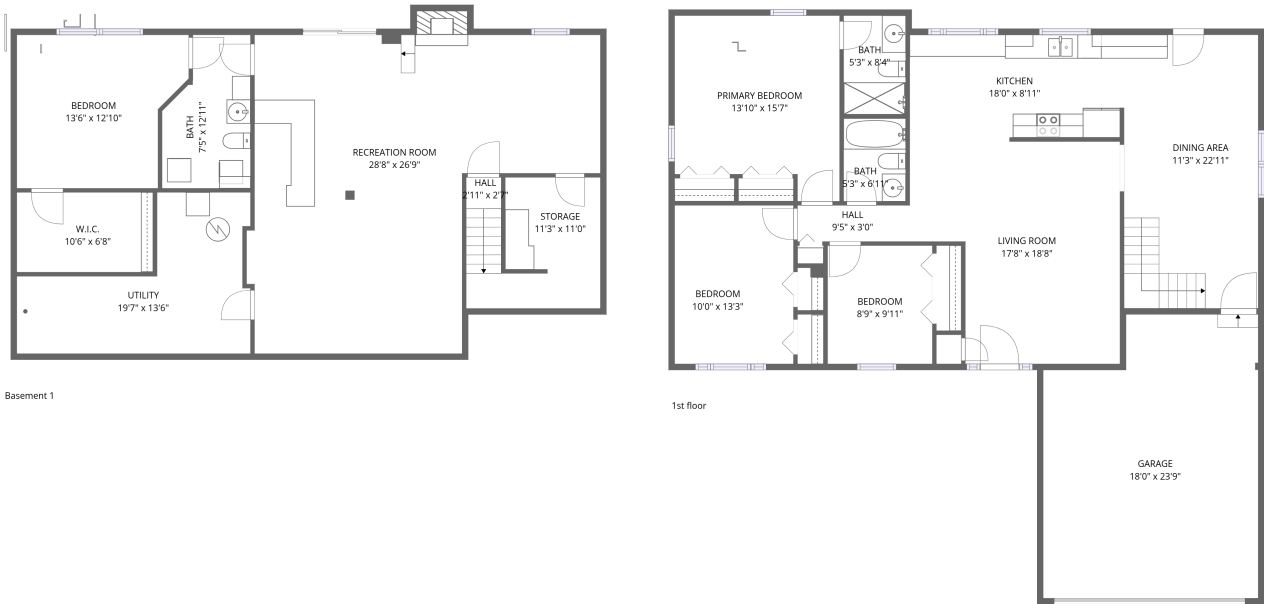 BEDROOM
13'6" x 12'10"
BATH
7'5" x 12'11"
RECREATION ROOM
28'8" x 26'9"
HALL
2'11" x 2'7"
STORAGE
11'3" x 11'0"
W.I.C.
10'6" x 6'8"
UTILITY
19'7" x 13'6"
Basement 1
PRIMARY BEDROOM
13'10" x 15'7"
BATH
5'3" x 8'4"
KITCHEN
18'0" x 8'11"
DINING AREA
11'3" x 22'11"
BATH
5'3" x 6'11"
HALL
9'5" x 3'0"
LIVING ROOM
17'8" x 18'8"
BEDROOM
10'0" x 13'3"
BEDROOM
8'9" x 9'11"
1st floor
GARAGE
18'0" x 23'9"